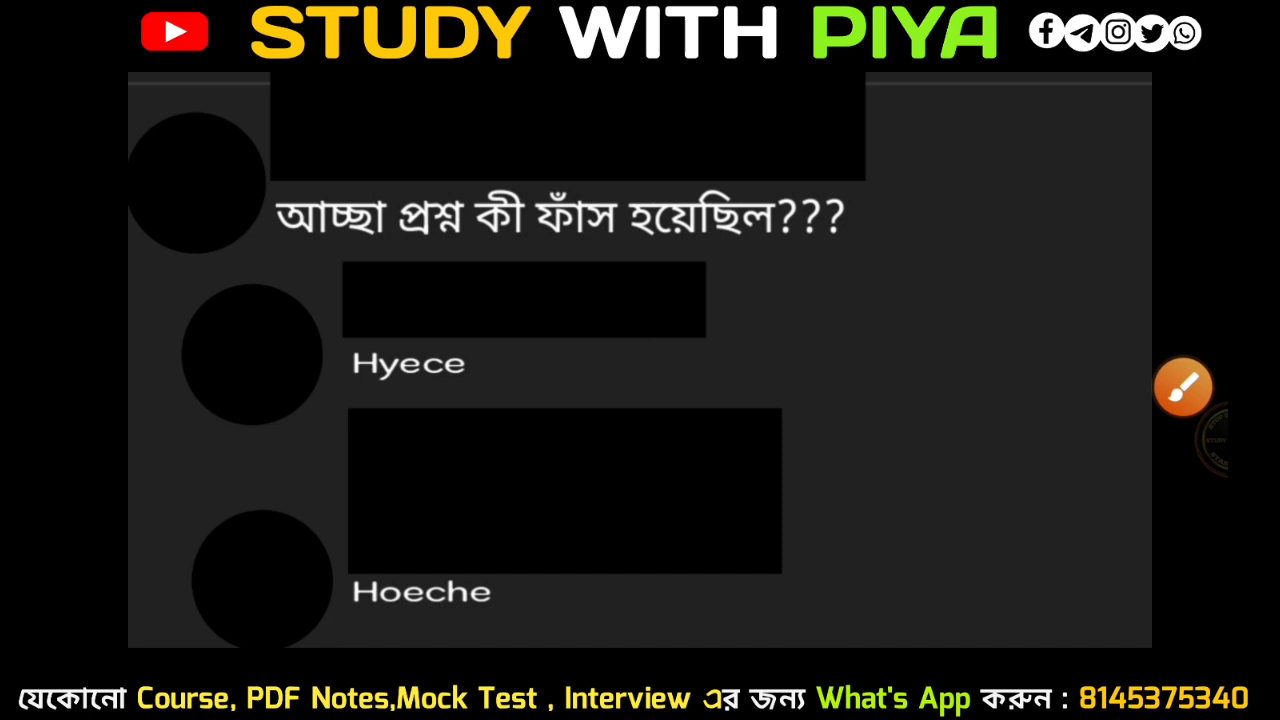 STUDY WITH PIYA
আচ্ছা প্রশ্ন কী ফাঁস হয়েছিল???
Hyece
Hoeche
যেকোনো Course, PDF Notes,Mock Test , Interview এর জন্য What's App করুন : 8145375340